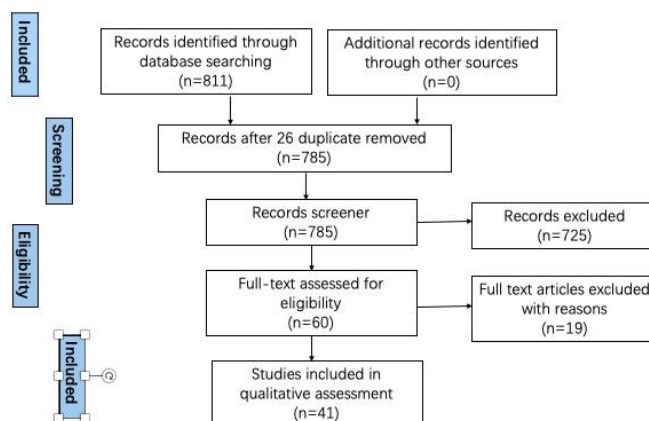 Included
Records identified through
database searching
(n=811)
Additional records identified
through other sources
(n=0)
Screening
Records after 26 duplicate removed
(n=785)
Records screener
(n=785)
Records excluded
(n=725)
Eligibility
Full-text assessed for
eligibility
(n=60)
Full text articles excluded
with reasons
(n=19)
Included
Studies included in
qualitative assessment
(n=41)